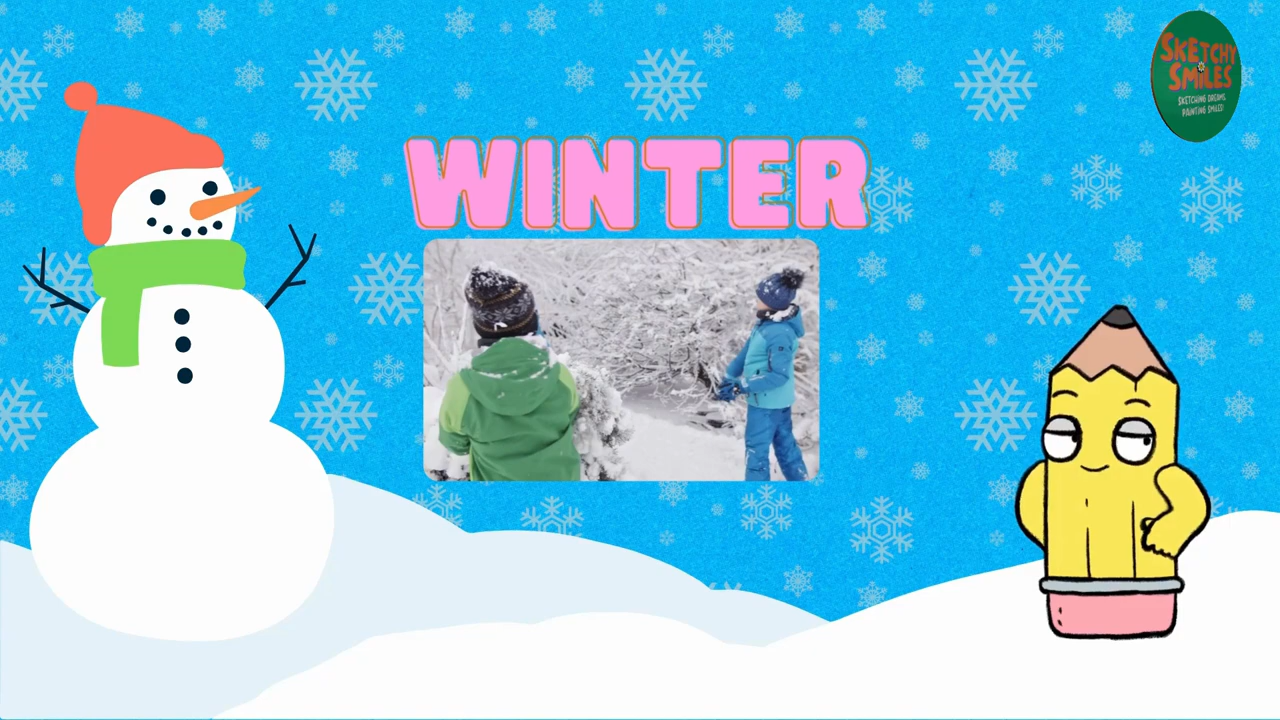 WINTER
SKETCHY
SMILES
SKETCHING DREAMS,
PAINTING SMILES!